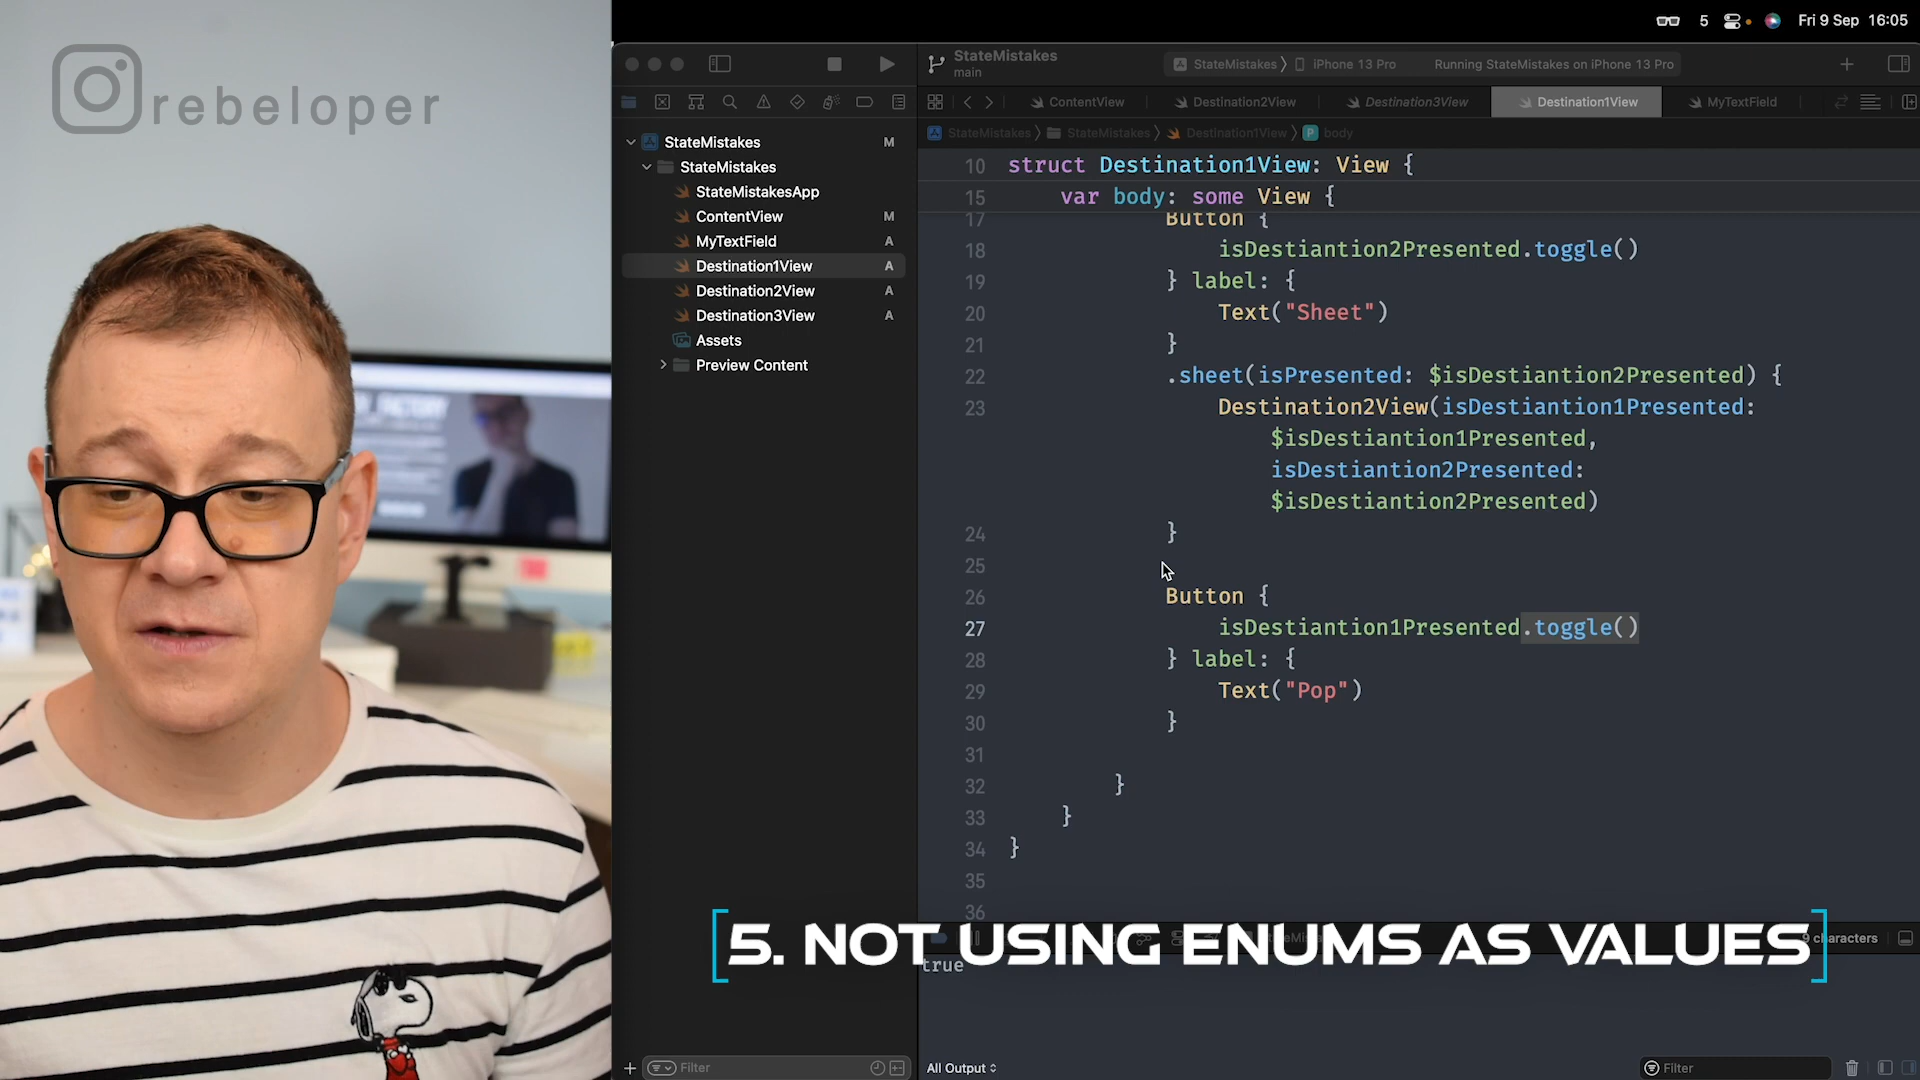 rebeloper
5
Fri 9 Sep 16:05
StateMistakes
main
StateMistakes
iPhone 13 Pro
Running StateMistakes on iPhone 13 Pro
ContentView
Destination2View
Destination3View
Destination1View
MyTextField
StateMistakes
StateMistakes
Destination1View
P
body
StateMistakes M
StateMistakes
StateMistakesApp
ContentView M
MyTextField A
Destination1View A
Destination2View A
Destination3View A
Assets
Preview Content
10 struct Destination1View: View {
15 var body: some View {
17 Button {
18 isDestiantion2Presented.toggle()
19 } label: {
20 Text("Sheet")
21 }
22 .sheet(isPresented: $isDestiantion2Presented) {
23 Destination2View(isDestiantion1Presented:
$isDestiantion1Presented,
isDestiantion2Presented:
$isDestiantion2Presented)
24 }
25
26 Button {
27 isDestiantion1Presented.toggle()
28 } label: {
29 Text("Pop")
30 }
31
32 }
33 }
34 }
35
36
5. NOT USING ENUMS AS VALUES
characters
true
Filter
All Output
Filter